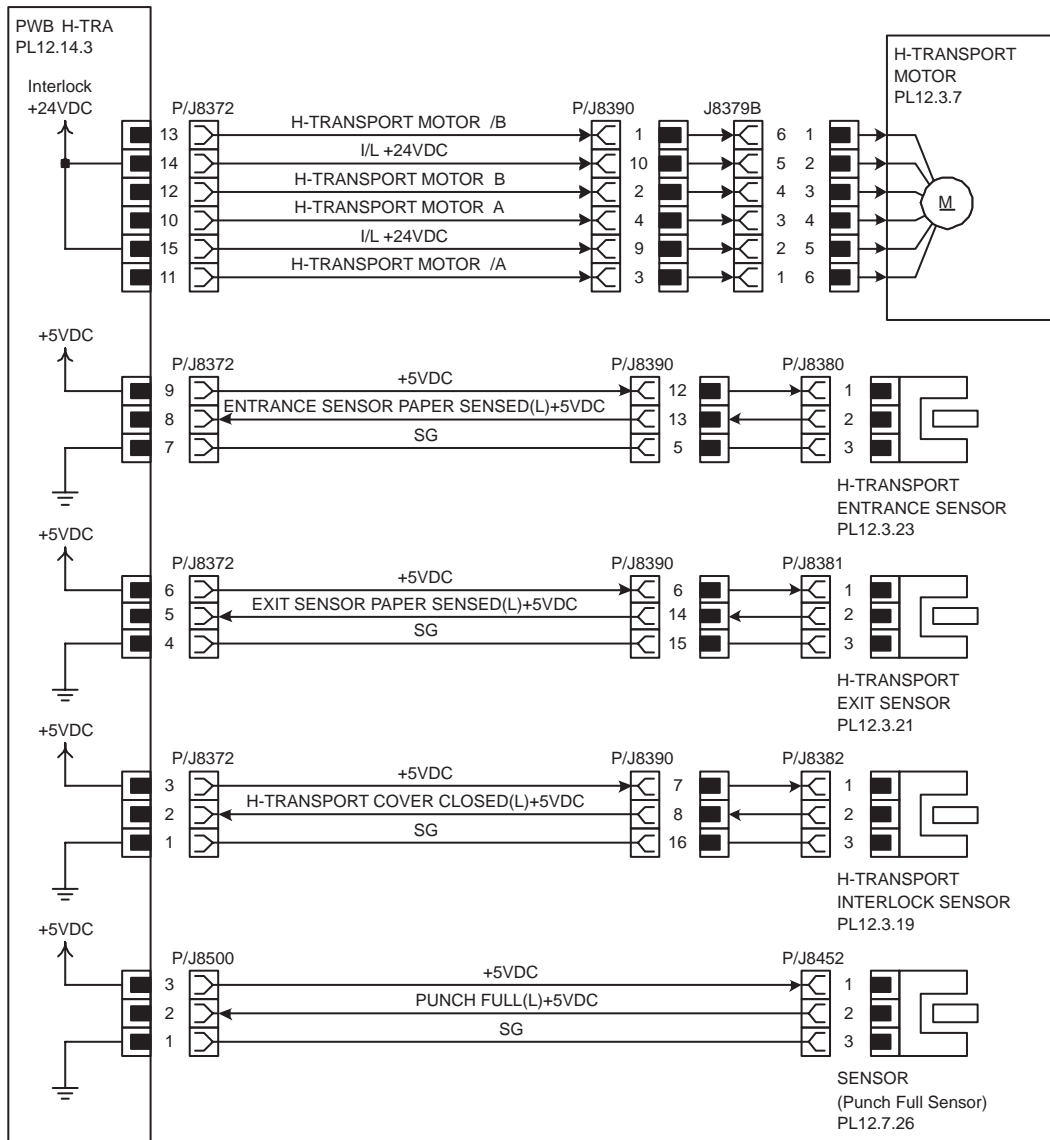 PWB H-TRA
PL12.14.3
Interlock
+24VDC
H-TRANSPORT
MOTOR
PL12.3.7
P/J8372 P/J8390 J8379B
13 H-TRANSPORT MOTOR /B 1 6 1
14 I/L +24VDC 10 5 2
12 H-TRANSPORT MOTOR B 2 4 3
10 H-TRANSPORT MOTOR A 4 3 4
15 I/L +24VDC 9 2 5
11 H-TRANSPORT MOTOR /A 3 1 6
M
+5VDC
P/J8372 P/J8390 P/J8380
9 +5VDC 12 1
8 ENTRANCE SENSOR PAPER SENSED(L)+5VDC 13 2
7 SG 5 3
H-TRANSPORT
ENTRANCE SENSOR
PL12.3.23
+5VDC
P/J8372 P/J8390 P/J8381
6 +5VDC 6 1
5 EXIT SENSOR PAPER SENSED(L)+5VDC 14 2
4 SG 15 3
H-TRANSPORT
EXIT SENSOR
PL12.3.21
+5VDC
P/J8372 P/J8390 P/J8382
3 +5VDC 7 1
2 H-TRANSPORT COVER CLOSED(L)+5VDC 8 2
1 SG 16 3
H-TRANSPORT
INTERLOCK SENSOR
PL12.3.19
+5VDC
P/J8500 P/J8452
3 +5VDC 1
2 PUNCH FULL(L)+5VDC 2
1 SG 3
SENSOR
(Punch Full Sensor)
PL12.7.26